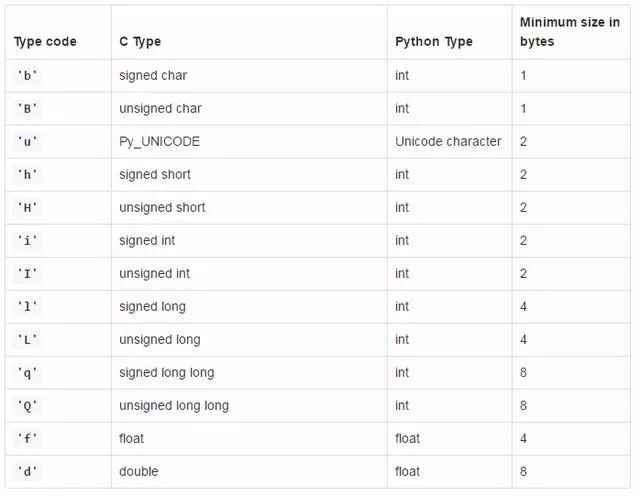 Type code C Type Python Type Minimum size in bytes
'b' signed char int 1
'B' unsigned char int 1
'u' Py_UNICODE Unicode character 2
'h' signed short int 2
'H' unsigned short int 2
'i' signed int int 2
'I' unsigned int int 2
'l' signed long int 4
'L' unsigned long int 4
'q' signed long long int 8
'Q' unsigned long long int 8
'f' float float 4
'd' double float 8